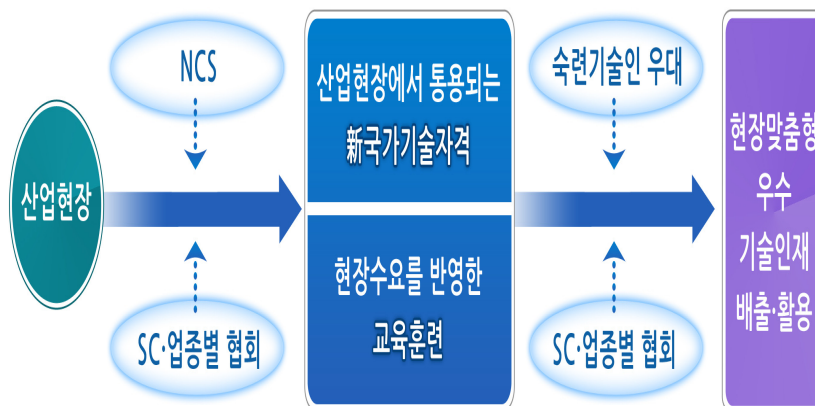 산업현장
NCS
SC·업종별 협회
산업현장에서 통용되는
新국가기술자격
현장수요를 반영한
교육훈련
숙련기술인 우대
SC·업종별 협회
현장맞춤형
우수
기술인재
배출·활용